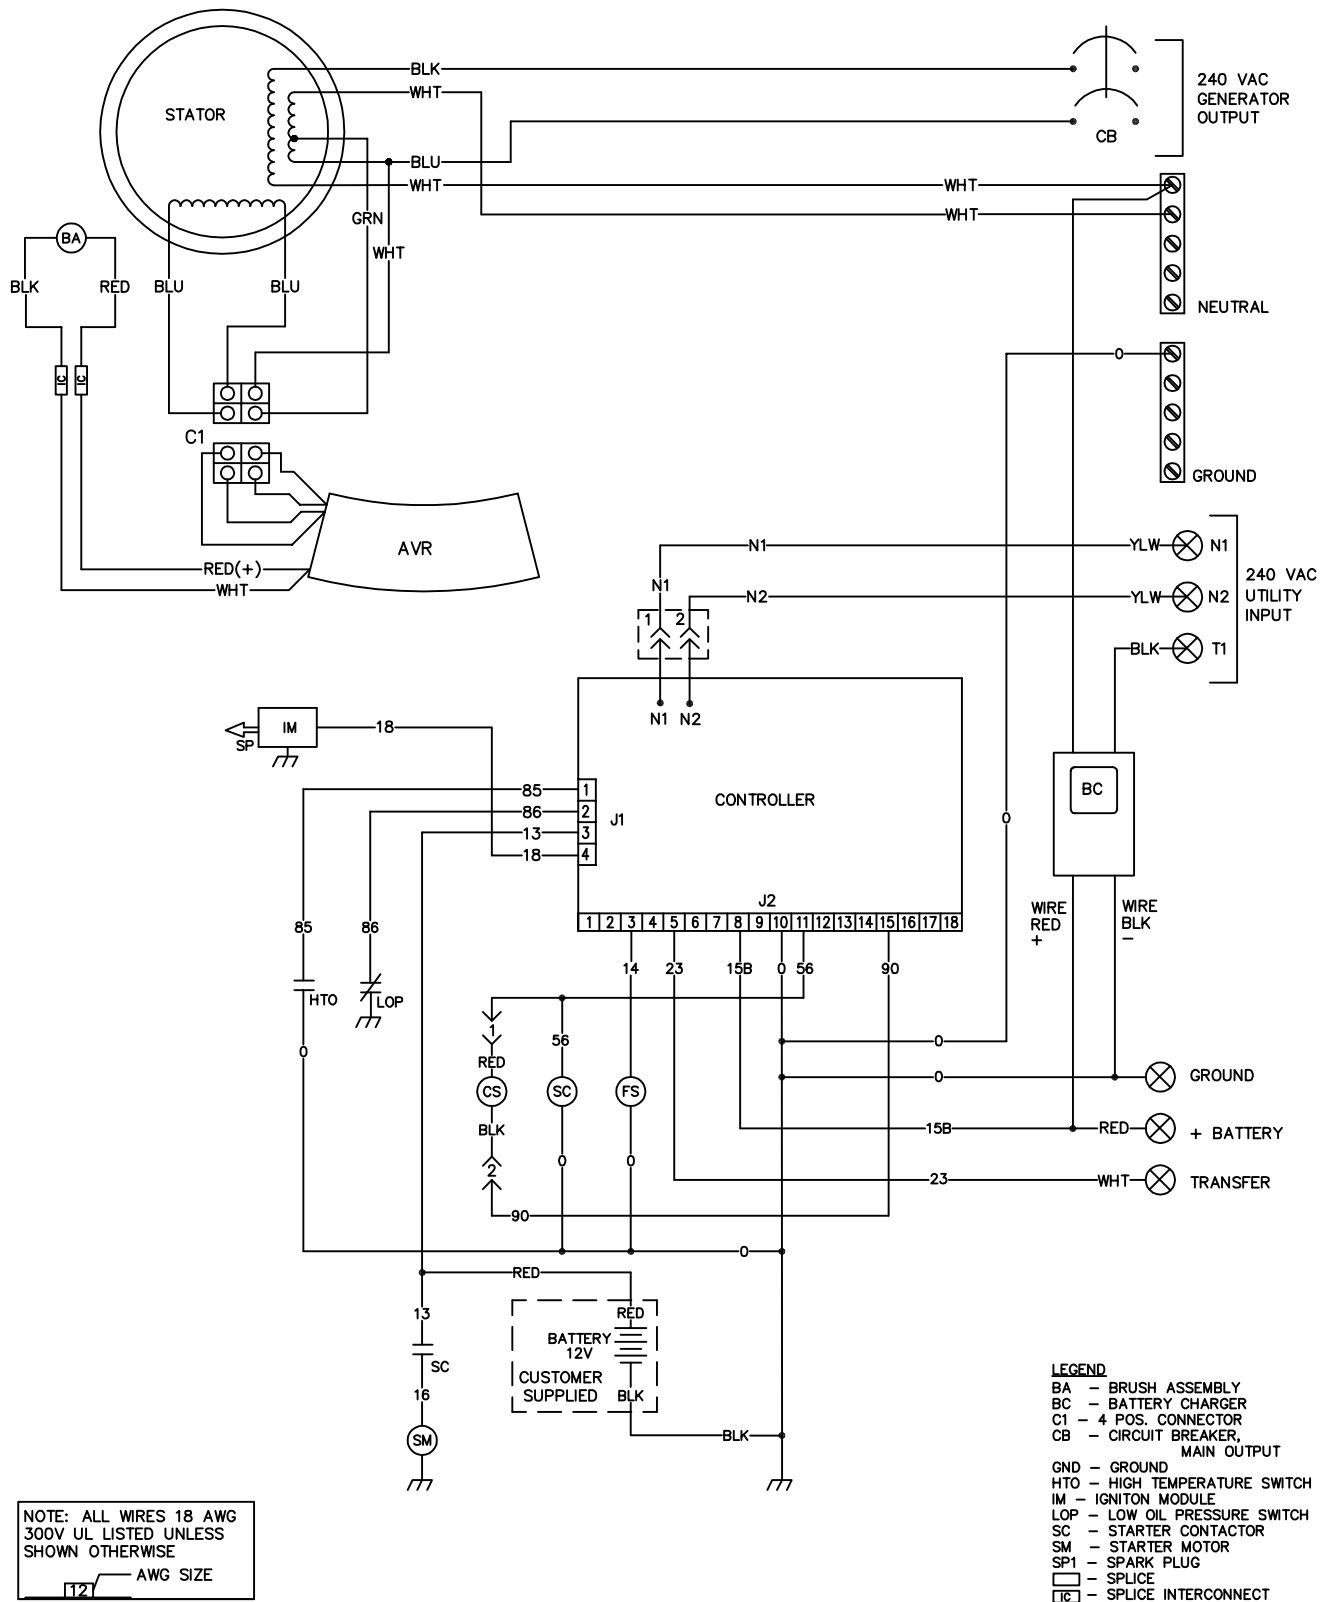 BLK
WHT
STATOR
240 VAC
GENERATOR
OUTPUT
CB
BLU
WHT
WHT
WHT
GRN
WHT
BA
BLK
RED
BLU
BLU
NEUTRAL
IC
IC
0
C1
GROUND
AVR
RED(+)
WHT
N1
YLW
N1
240 VAC
UTILITY
INPUT
N1
N2
YLW
N2
1
2
BLK
T1
N1
N2
IM
SP
18
BC
CONTROLLER
85
1
86
2
J1
13
3
18
4
0
J2
1 2 3 4 5 6 7 8 9 10 11 12 13 14 15 16 17 18
WIRE
RED
+
WIRE
BLK
-
85
86
14
23
15B
0
56
90
HTO
LOP
1
56
0
0
RED
CS
SC
FS
0
GROUND
BLK
15B
RED
+ BATTERY
2
0
0
23
WHT
TRANSFER
90
0
RED
13
RED
BATTERY
12V
SC
CUSTOMER
SUPPLIED
BLK
16
SM
BLK
LEGEND
BA - BRUSH ASSEMBLY
BC - BATTERY CHARGER
C1 - 4 POS. CONNECTOR
CB - CIRCUIT BREAKER,
MAIN OUTPUT
GND - GROUND
HTO - HIGH TEMPERATURE SWITCH
IM - IGNITON MODULE
LOP - LOW OIL PRESSURE SWITCH
SC - STARTER CONTACTOR
SM - STARTER MOTOR
SP1 - SPARK PLUG
- SPLICE
IC - SPLICE INTERCONNECT
NOTE: ALL WIRES 18 AWG
300V UL LISTED UNLESS
SHOWN OTHERWISE
AWG SIZE
12